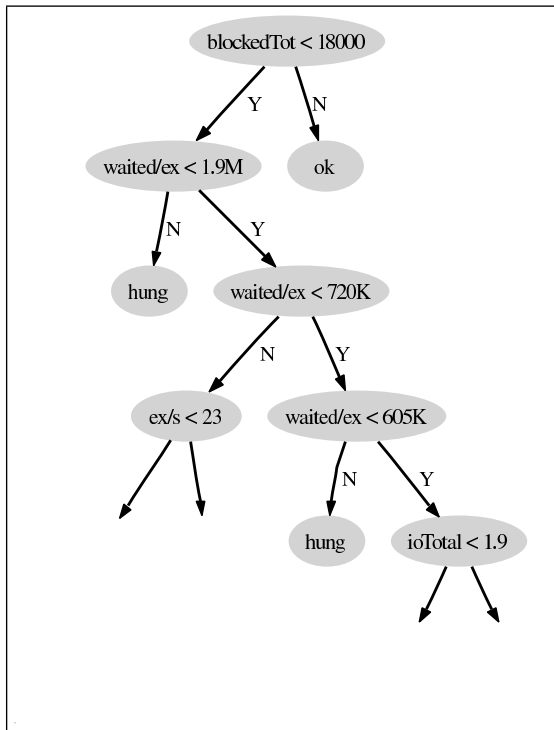 blockedTot < 18000
Y
N
waited/ex < 1.9M
ok
N
Y
hung
waited/ex < 720K
N
Y
ex/s < 23
waited/ex < 605K
N
Y
hung
ioTotal < 1.9